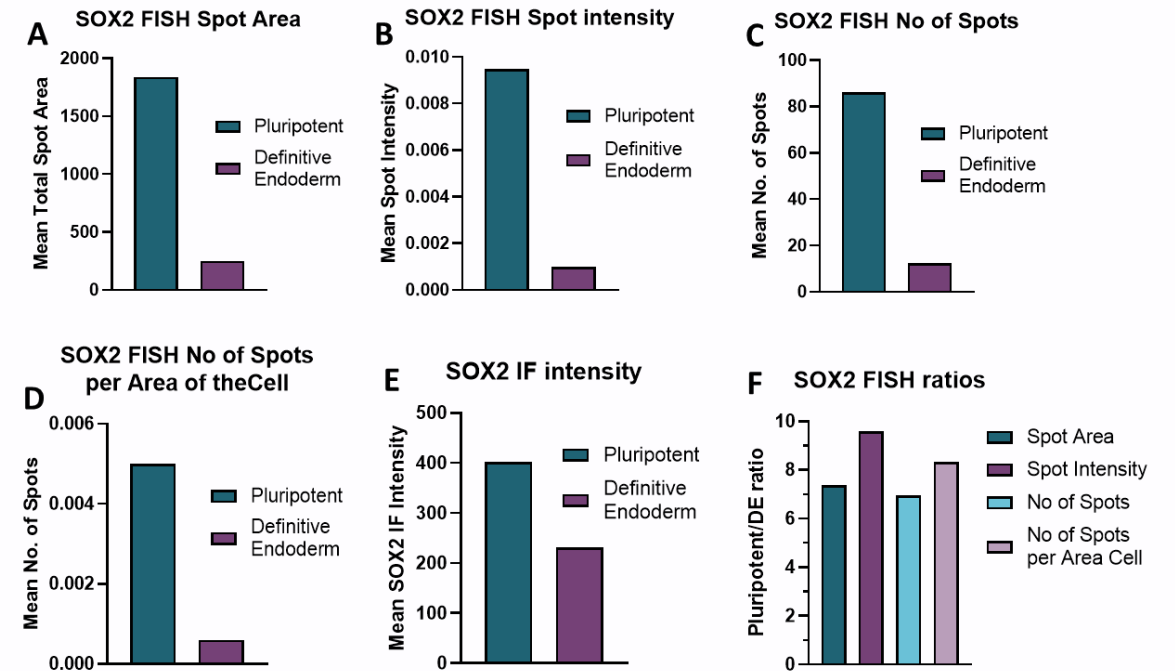 A
SOX2 FISH Spot Area
Mean Total Spot Area
2000
1500
1000
500
0
Pluripotent
Definitive
Endoderm
B
SOX2 FISH Spot intensity
Mean Spot Intensity
0.010
0.008
0.006
0.004
0.002
0.000
Pluripotent
Definitive
Endoderm
C
SOX2 FISH No of Spots
Mean No. of Spots
100
80
60
40
20
0
Pluripotent
Definitive
Endoderm
D
SOX2 FISH No of Spots
per Area of theCell
Mean No. of Spots
0.006
0.004
0.002
0.000
Pluripotent
Definitive
Endoderm
E
SOX2 IF intensity
Mean SOX2 IF Intensity
500
400
300
200
100
0
Pluripotent
Definitive
Endoderm
F
SOX2 FISH ratios
Pluripotent/DE ratio
10
8
6
4
2
0
Spot Area
Spot Intensity
No of Spots
No of Spots
per Area Cell